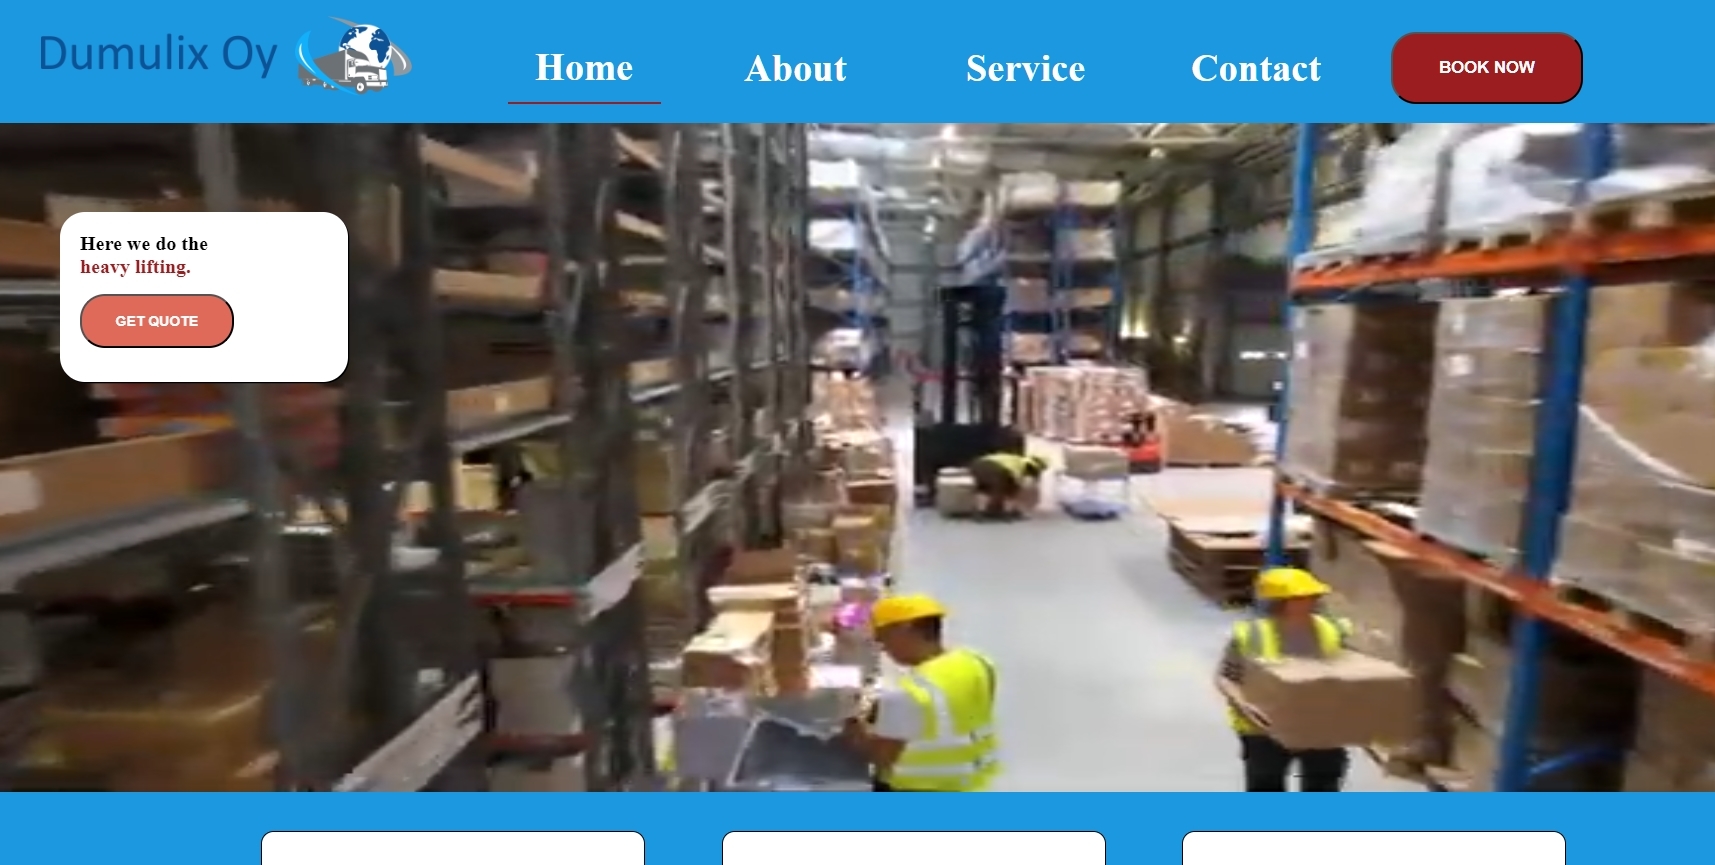 Dumulix Oy
Home
About
Service
Contact
BOOK NOW
Here we do the
heavy lifting.
GET QUOTE